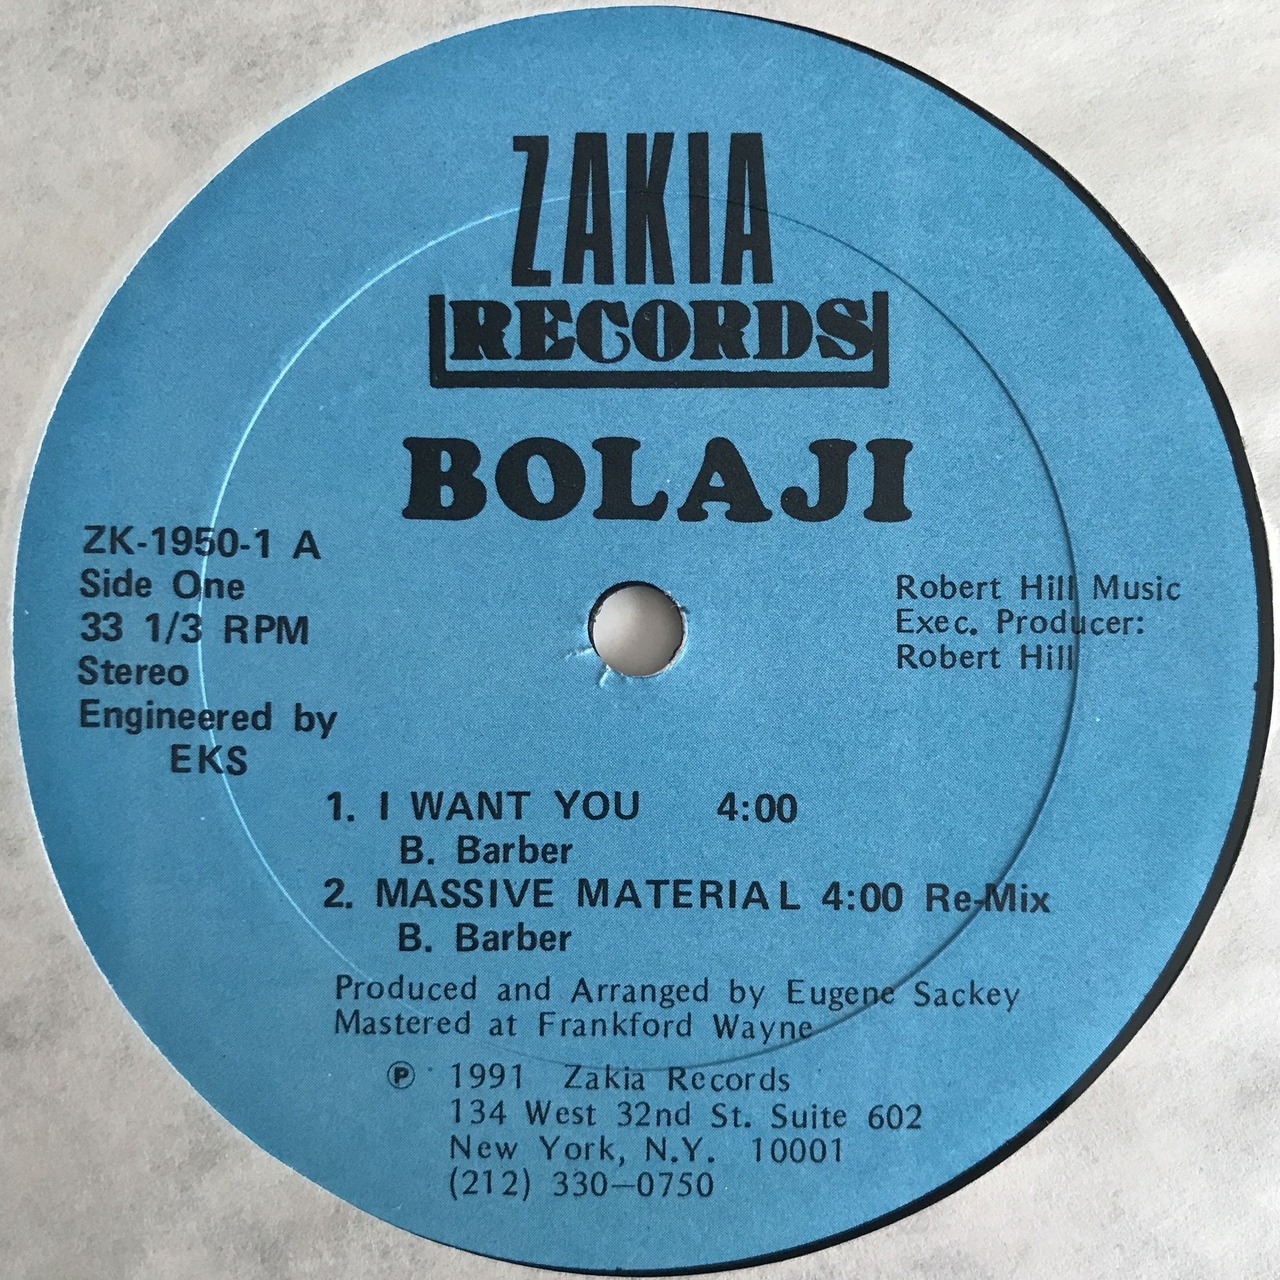 ZAKIA
RECORDS
BOLAJI
ZK-1950-1 A
Side One
33 1/3 RPM
Stereo
Engineered by
EKS
Robert Hill Music
Exec. Producer:
Robert Hill
1. I WANT YOU 4:00
B. Barber
2. MASSIVE MATERIAL 4:00 Re-Mix
B. Barber
Produced and Arranged by Eugene Sackey
Mastered at Frankford Wayne
℗ 1991 Zakia Records
134 West 32nd St. Suite 602
New York, N.Y. 10001
(212) 330—0750